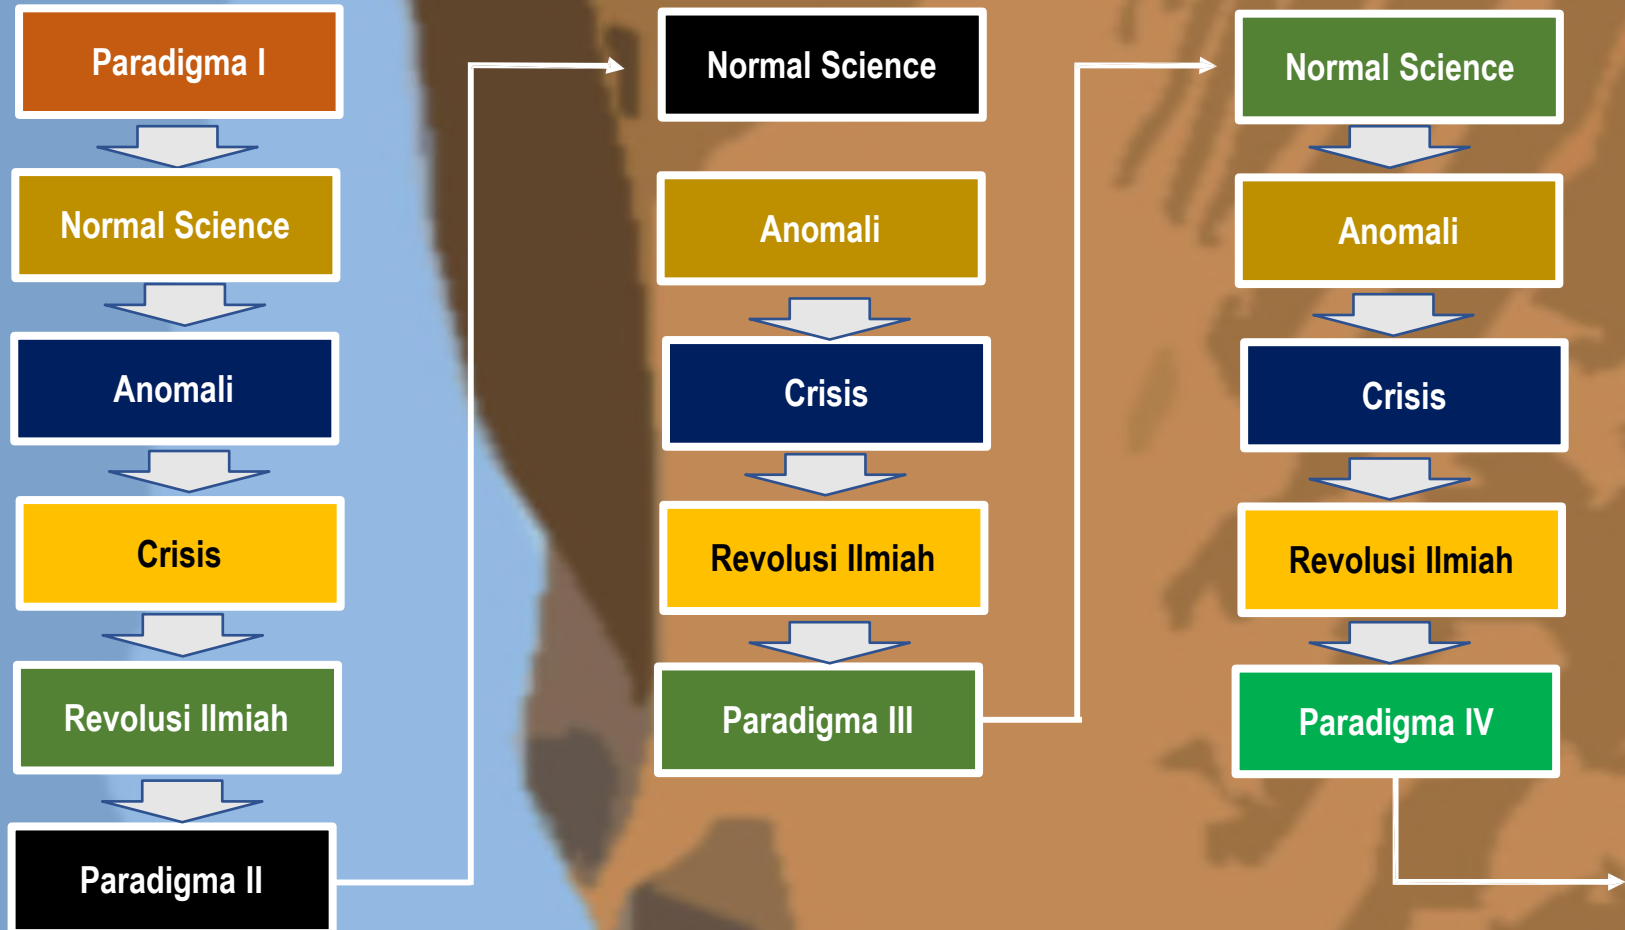 Paradigma I
Normal Science
Anomali
Crisis
Revolusi Ilmiah
Paradigma II
Normal Science
Anomali
Crisis
Revolusi Ilmiah
Paradigma III
Normal Science
Anomali
Crisis
Revolusi Ilmiah
Paradigma IV